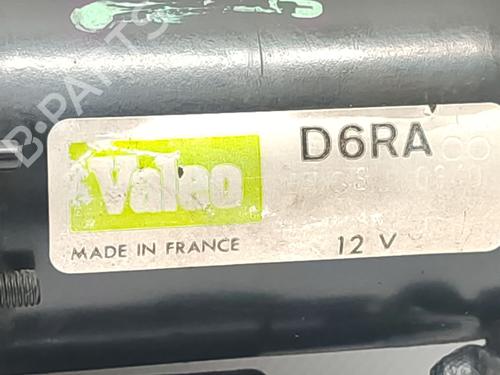 B-PARTS
Valeo
D6RA
MADE IN FRANCE
12 V